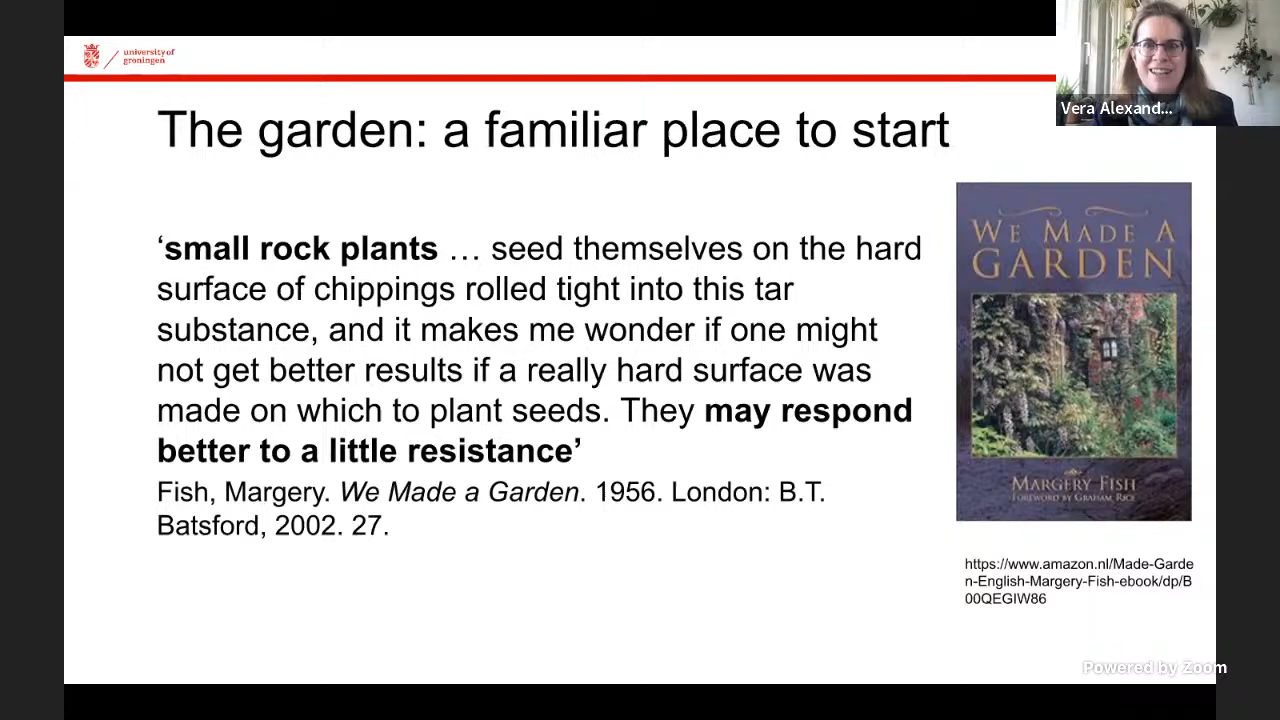 university of
groningen
Vera Alexand...
The garden: a familiar place to start
‘small rock plants … seed themselves on the hard
surface of chippings rolled tight into this tar
substance, and it makes me wonder if one might
not get better results if a really hard surface was
made on which to plant seeds. They may respond
better to a little resistance’
Fish, Margery. We Made a Garden. 1956. London: B.T.
Batsford, 2002. 27.
WE MADE A
GARDEN
MARGERY FISH
FOREWORD BY GRAHAM RICE
https://www.amazon.nl/Made-Garde
n-English-Margery-Fish-ebook/dp/B
00QEGIW86
Powered by Zoom